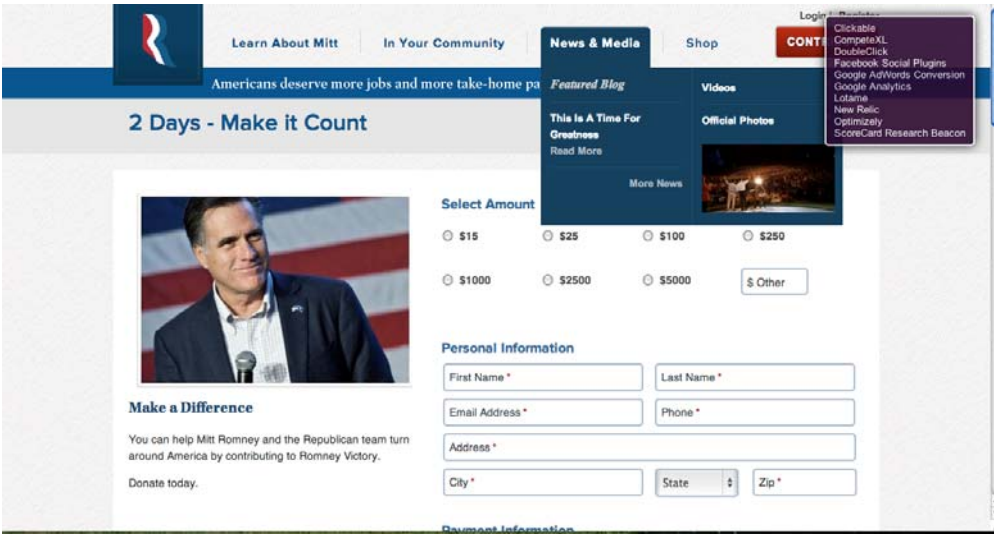 Login | Register
Learn About Mitt
In Your Community
News & Media
Shop
CONT
Clickable
CompeteXL
DoubleClick
Facebook Social Plugins
Google AdWords Conversion
Google Analytics
Lotame
New Relic
Optimizely
ScoreCard Research Beacon
Americans deserve more jobs and more take-home pa
Featured Blog
This Is A Time For
Greatness
Read More
More News
Videos
Official Photos
2 Days - Make it Count
Select Amount
$15
$25
$100
$250
$1000
$2500
$5000
$ Other
Personal Information
First Name *
Last Name *
Email Address *
Phone *
Address *
City *
State
Zip *
Payment Information
Make a Difference
You can help Mitt Romney and the Republican team turn
around America by contributing to Romney Victory.
Donate today.